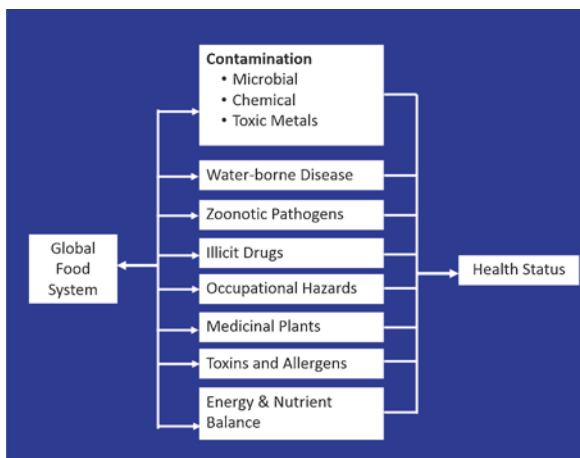 Contamination
• Microbial
• Chemical
• Toxic Metals
Water-borne Disease
Zoonotic Pathogens
Global
Food
System
Illicit Drugs
Occupational Hazards
Health Status
Medicinal Plants
Toxins and Allergens
Energy & Nutrient
Balance